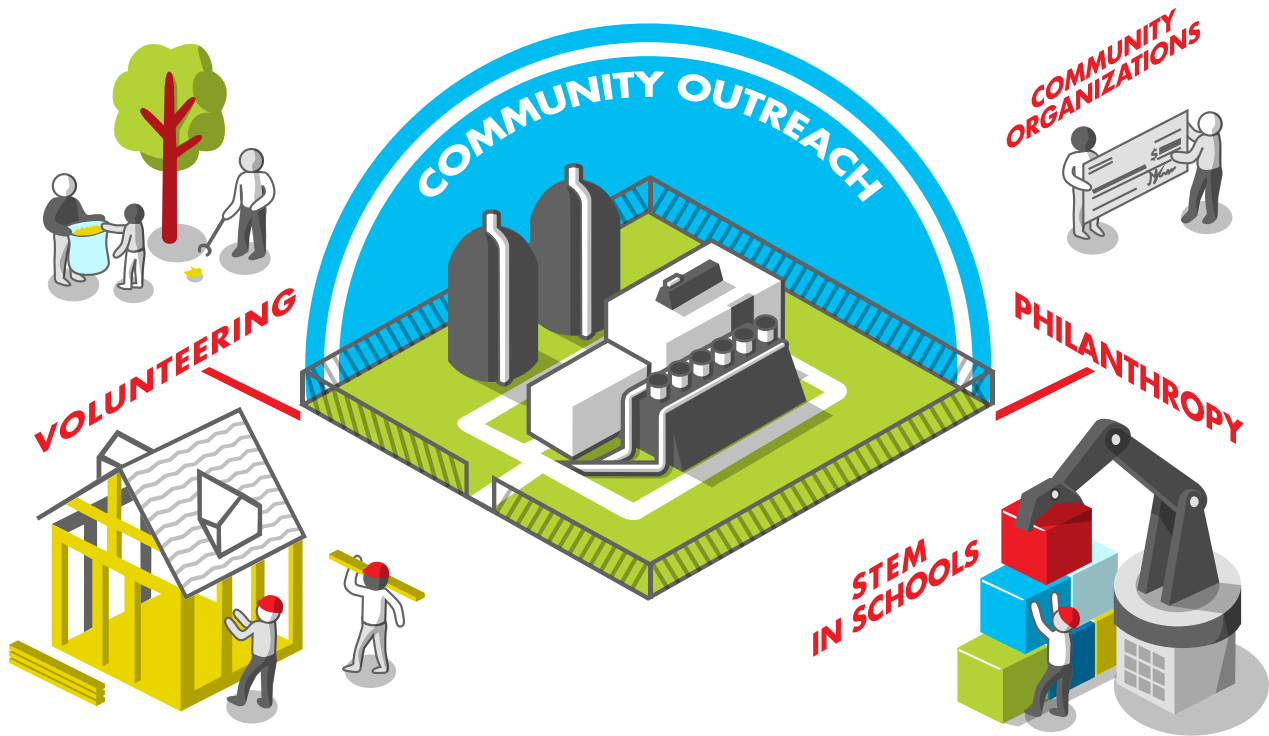 COMMUNITY OUTREACH
COMMUNITY
ORGANIZATIONS
$
VOLUNTEERING
PHILANTHROPY
STEM
IN SCHOOLS